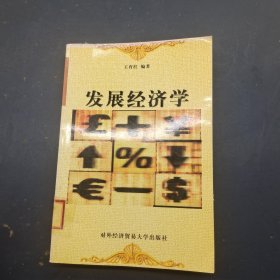 编著
发展经济学
£ + ¥
↑ % ↓
€ — $
对外经济贸易大学出版社